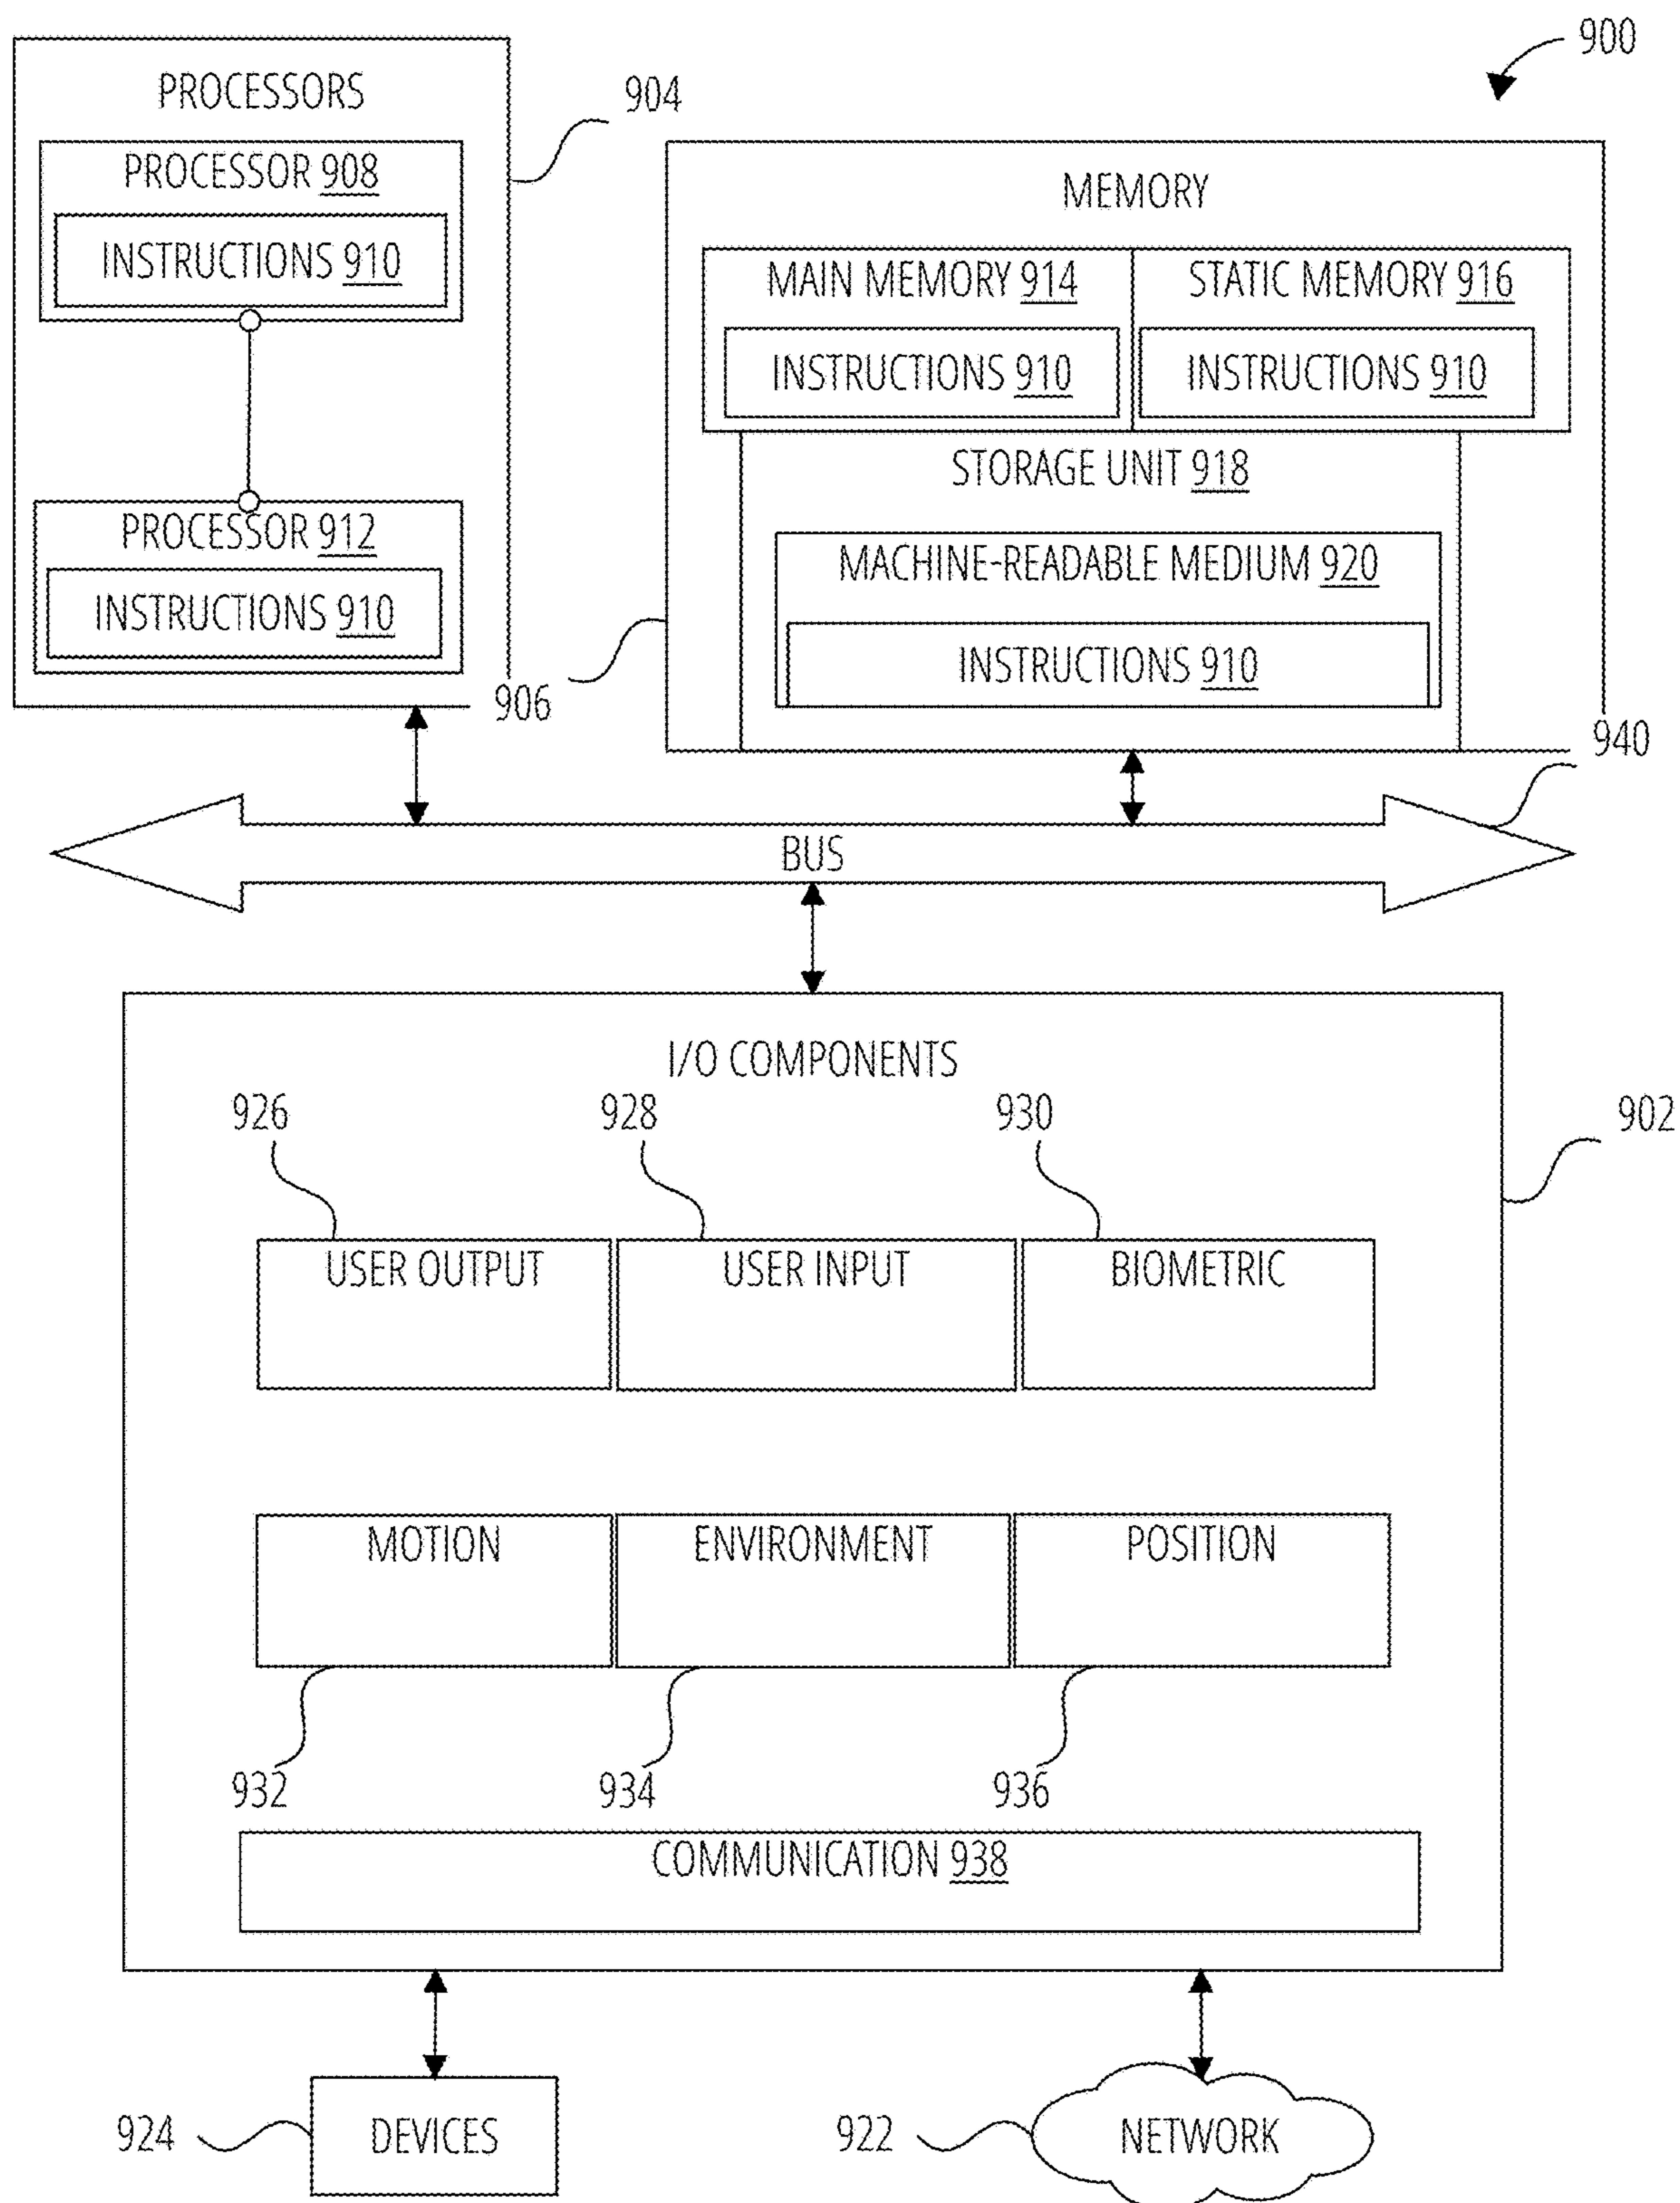 900
PROCESSORS
904
PROCESSOR 908
INSTRUCTIONS 910
PROCESSOR 912
INSTRUCTIONS 910
MEMORY
MAIN MEMORY 914
INSTRUCTIONS 910
STATIC MEMORY 916
INSTRUCTIONS 910
STORAGE UNIT 918
MACHINE-READABLE MEDIUM 920
INSTRUCTIONS 910
906
940
BUS
I/O COMPONENTS
902
926
928
930
USER OUTPUT
USER INPUT
BIOMETRIC
MOTION
ENVIRONMENT
POSITION
932
934
936
COMMUNICATION 938
924
DEVICES
922
NETWORK